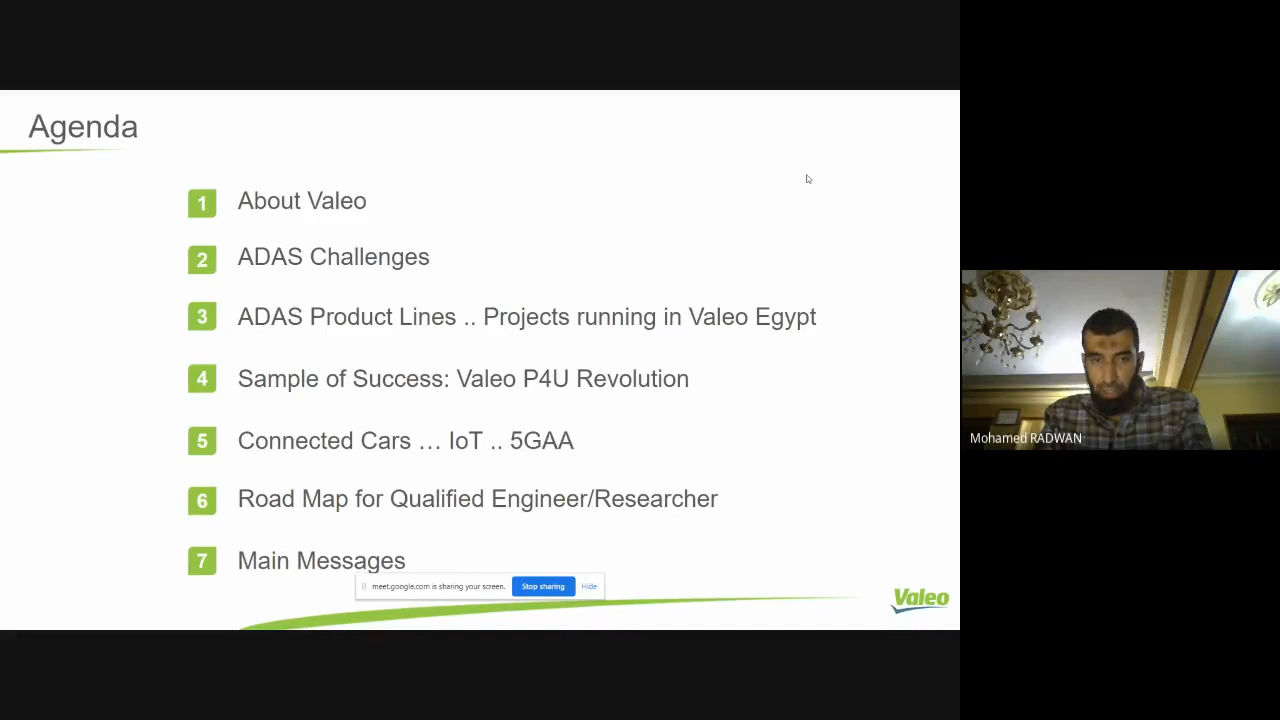 Agenda
1 About Valeo
2 ADAS Challenges
3 ADAS Product Lines .. Projects running in Valeo Egypt
4 Sample of Success: Valeo P4U Revolution
5 Connected Cars … IoT .. 5GAA
6 Road Map for Qualified Engineer/Researcher
7 Main Messages
meet.google.com is sharing your screen. Stop sharing Hide
Valeo
Mohamed RADWAN